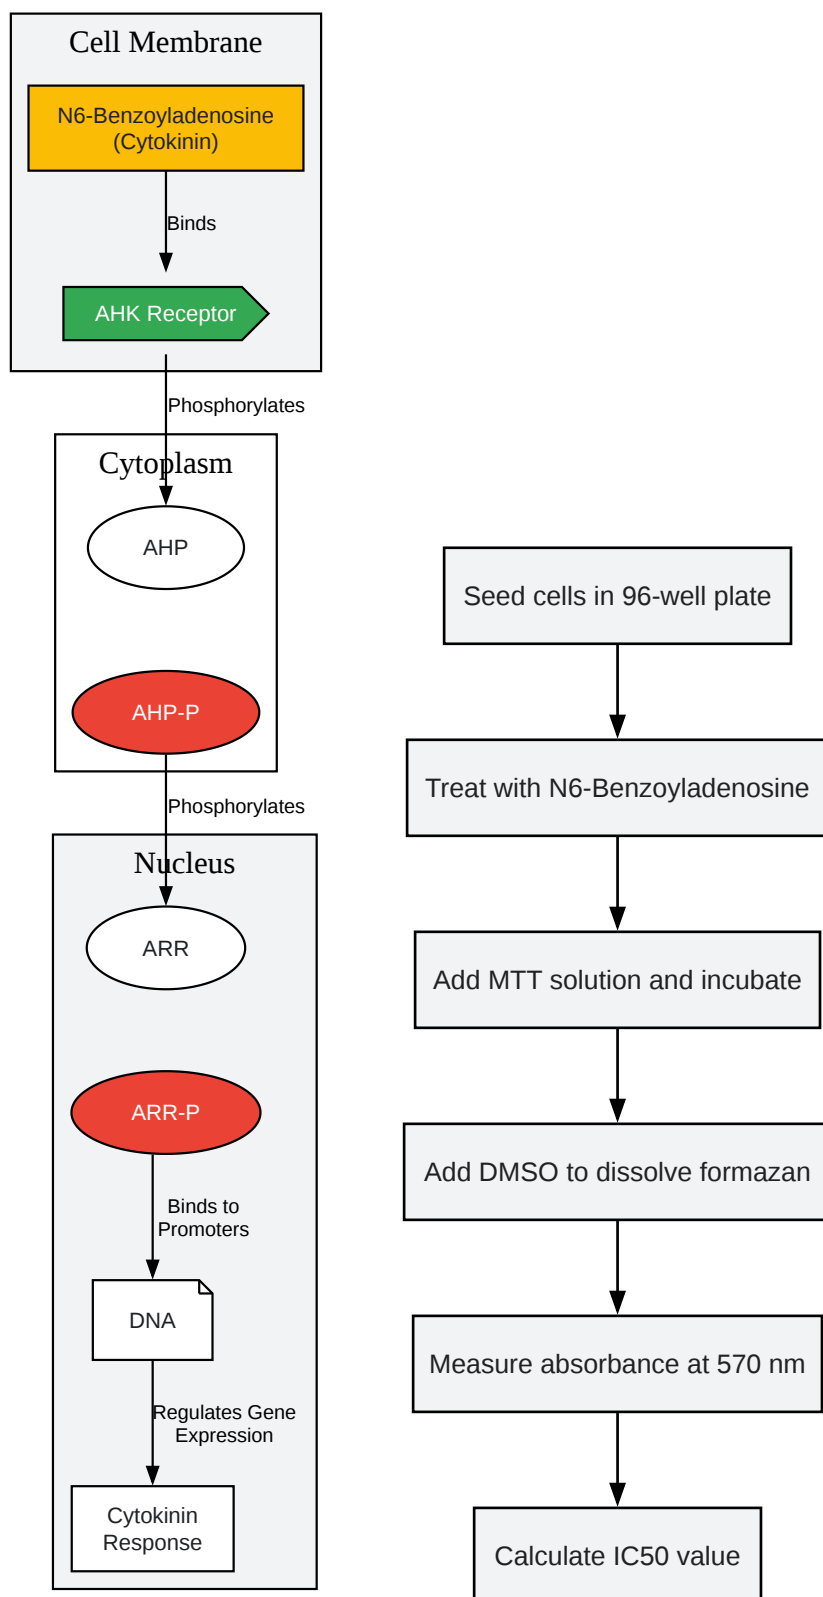 Cell Membrane
N6-Benzoyladenosine
(Cytokinin)
Binds
AHK Receptor
Phosphorylates
Cytoplasm
AHP
AHP-P
Phosphorylates
Nucleus
ARR
ARR-P
Binds to
Promoters
DNA
Regulates Gene
Expression
Cytokinin
Response
Seed cells in 96-well plate
Treat with N6-Benzoyladenosine
Add MTT solution and incubate
Add DMSO to dissolve formazan
Measure absorbance at 570 nm
Calculate IC50 value